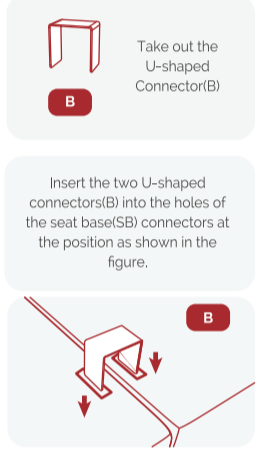 Take out the
U-shaped
Connector(B)
B
Insert the two U-shaped
connectors(B) into the holes of
the seat base(SB) connectors at
the position as shown in the
figure.
B